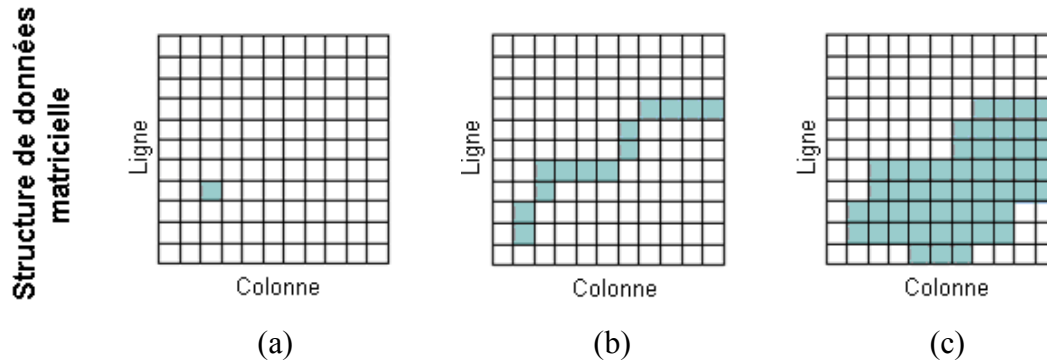 Structure de données
matricielle
Ligne
Colonne
(a)
Ligne
Colonne
(b)
Ligne
Colonne
(c)